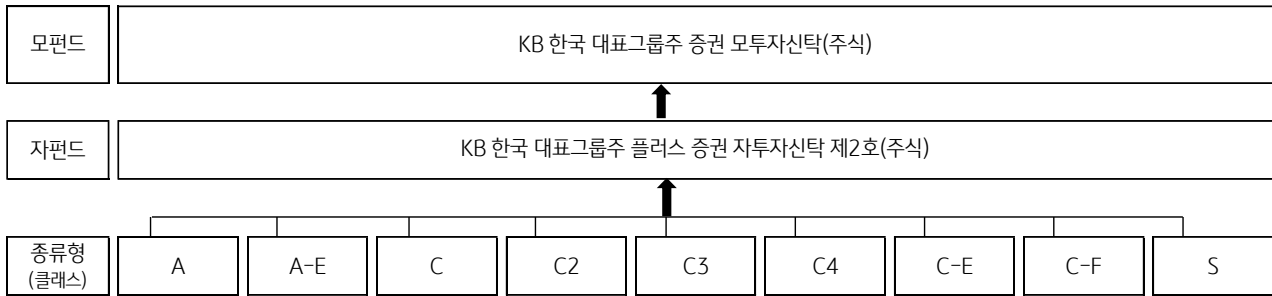 모펀드
KB 한국 대표그룹주 증권 모투자신탁(주식)
자펀드
KB 한국 대표그룹주 플러스 증권 자투자신탁 제2호(주식)
종류형
(클래스)
A
A-E
C
C2
C3
C4
C-E
C-F
S